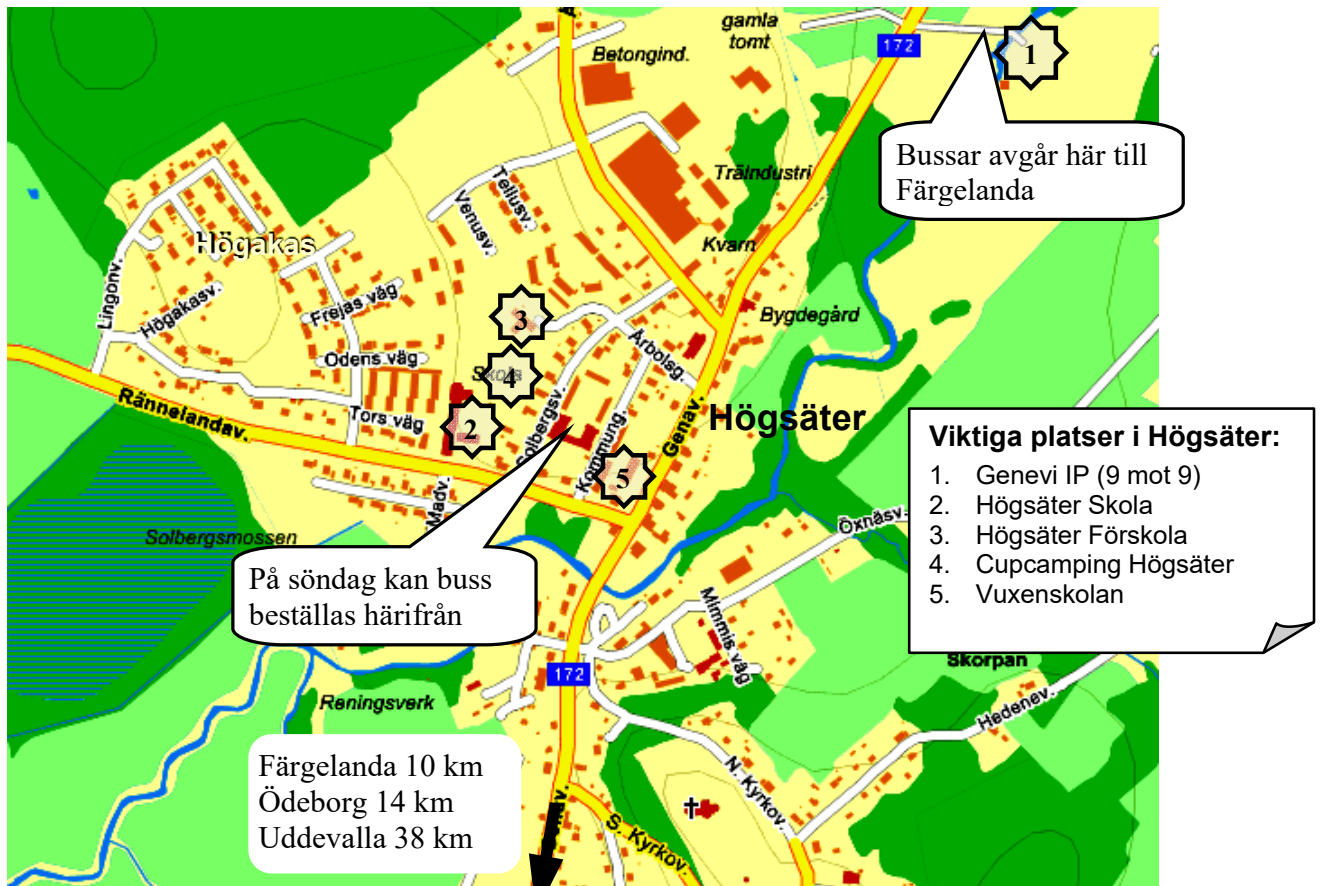 gamla
tomt
Betongind.
172
1
Bussar avgår här till
Färgelanda
Träindustri
Tellusv.
Venusv.
Kvarn
Högakas
Lingonv.
Högakasv.
Frejas väg
3
Bygdegård
Årbolsg.
Odens väg
Skola
4
Rännelandav.
Tors väg
2
Solbergsv.
Kommung.
5
Genav.
Högsäter
Viktiga platser i Högsäter:
1. Genevi IP (9 mot 9)
2. Högsäter Skola
3. Högsäter Förskola
4. Cupcamping Högsäter
5. Vuxenskolan
Madv.
Solbergsmossen
Öxnäsv.
På söndag kan buss
beställas härifrån
Mimmis väg
172
Skorpan
Reningsverk
Hedenev.
Färgelanda 10 km
Ödeborg 14 km
Uddevalla 38 km
N. Kyrkov.
S. Kyrkov.